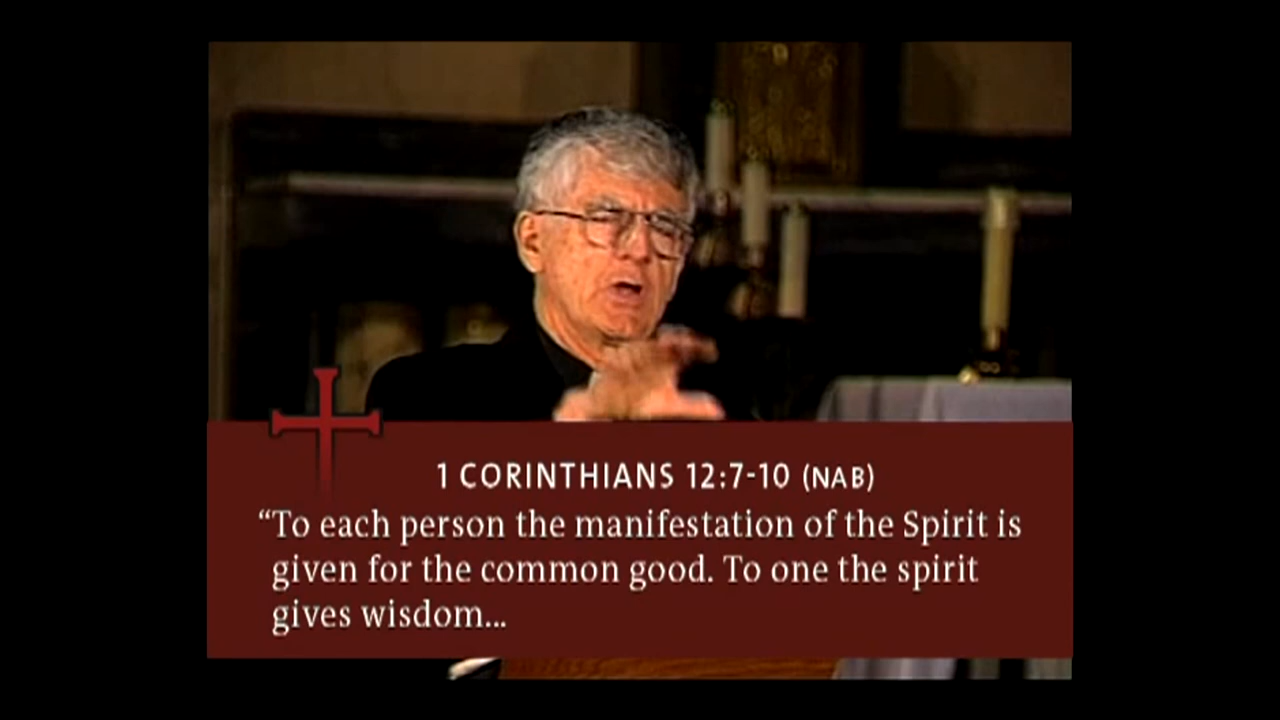 1 CORINTHIANS 12:7-10 (NAB)
“To each person the manifestation of the Spirit is
given for the common good. To one the spirit
gives wisdom...